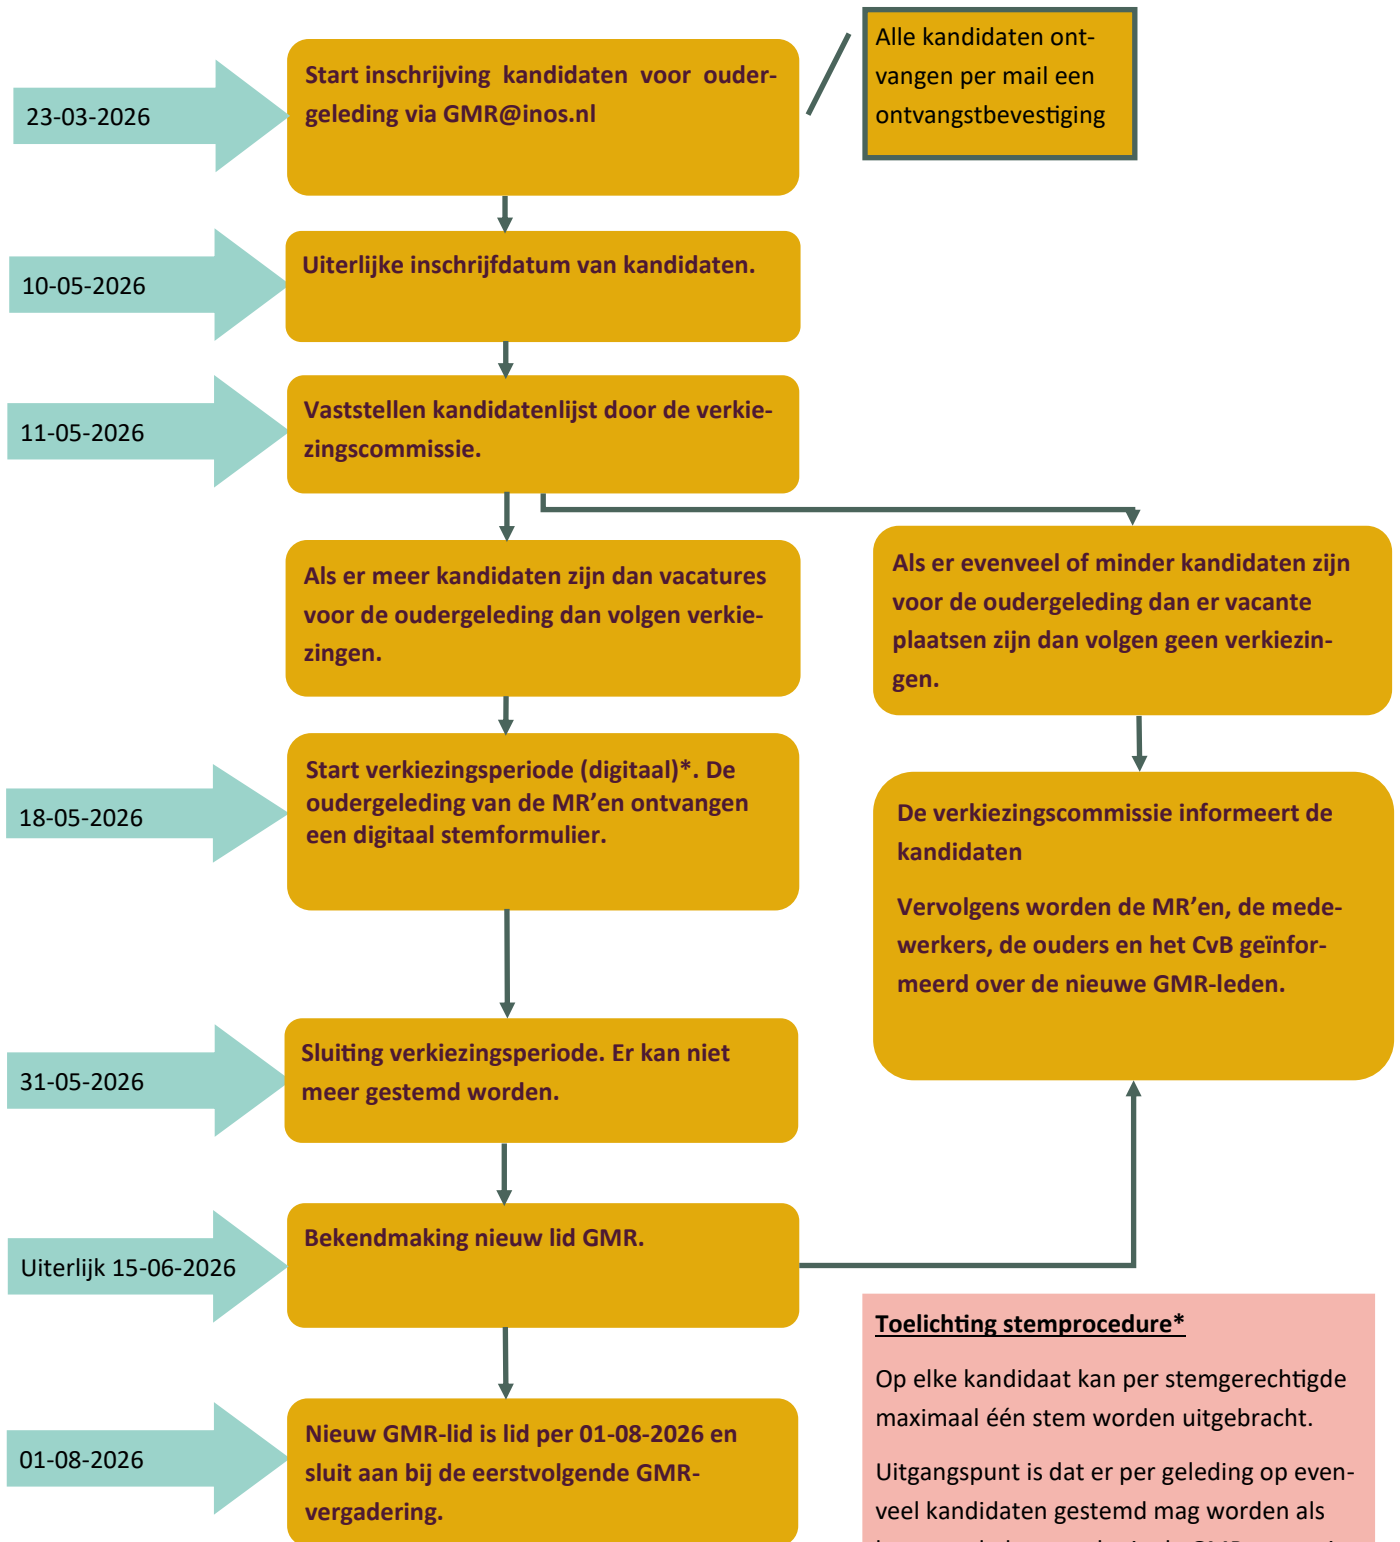 23-03-2026
Start inschrijving kandidaten voor ouder-
geleding via GMR@inos.nl
Alle kandidaten ont-
vangen per mail een
ontvangstbevestiging
10-05-2026
Uiterlijke inschrijfdatum van kandidaten.
11-05-2026
Vaststellen kandidatenlijst door de verkie-
zingscommissie.
Als er meer kandidaten zijn dan vacatures
voor de oudergeleding dan volgen verkie-
zingen.
Als er evenveel of minder kandidaten zijn
voor de oudergeleding dan er vacante
plaatsen zijn dan volgen geen verkiezin-
gen.
18-05-2026
Start verkiezingsperiode (digitaal)*. De
oudergeleding van de MR’en ontvangen
een digitaal stemformulier.
De verkiezingscommissie informeert de
kandidaten
Vervolgens worden de MR’en, de mede-
werkers, de ouders en het CvB geïnfor-
meerd over de nieuwe GMR-leden.
31-05-2026
Sluiting verkiezingsperiode. Er kan niet
meer gestemd worden.
Uiterlijk 15-06-2026
Bekendmaking nieuw lid GMR.
01-08-2026
Nieuw GMR-lid is lid per 01-08-2026 en
sluit aan bij de eerstvolgende GMR-
vergadering.
Toelichting stemprocedure*
Op elke kandidaat kan per stemgerechtigde
maximaal één stem worden uitgebracht.
Uitgangspunt is dat er per geleding op even-
veel kandidaten gestemd mag worden als